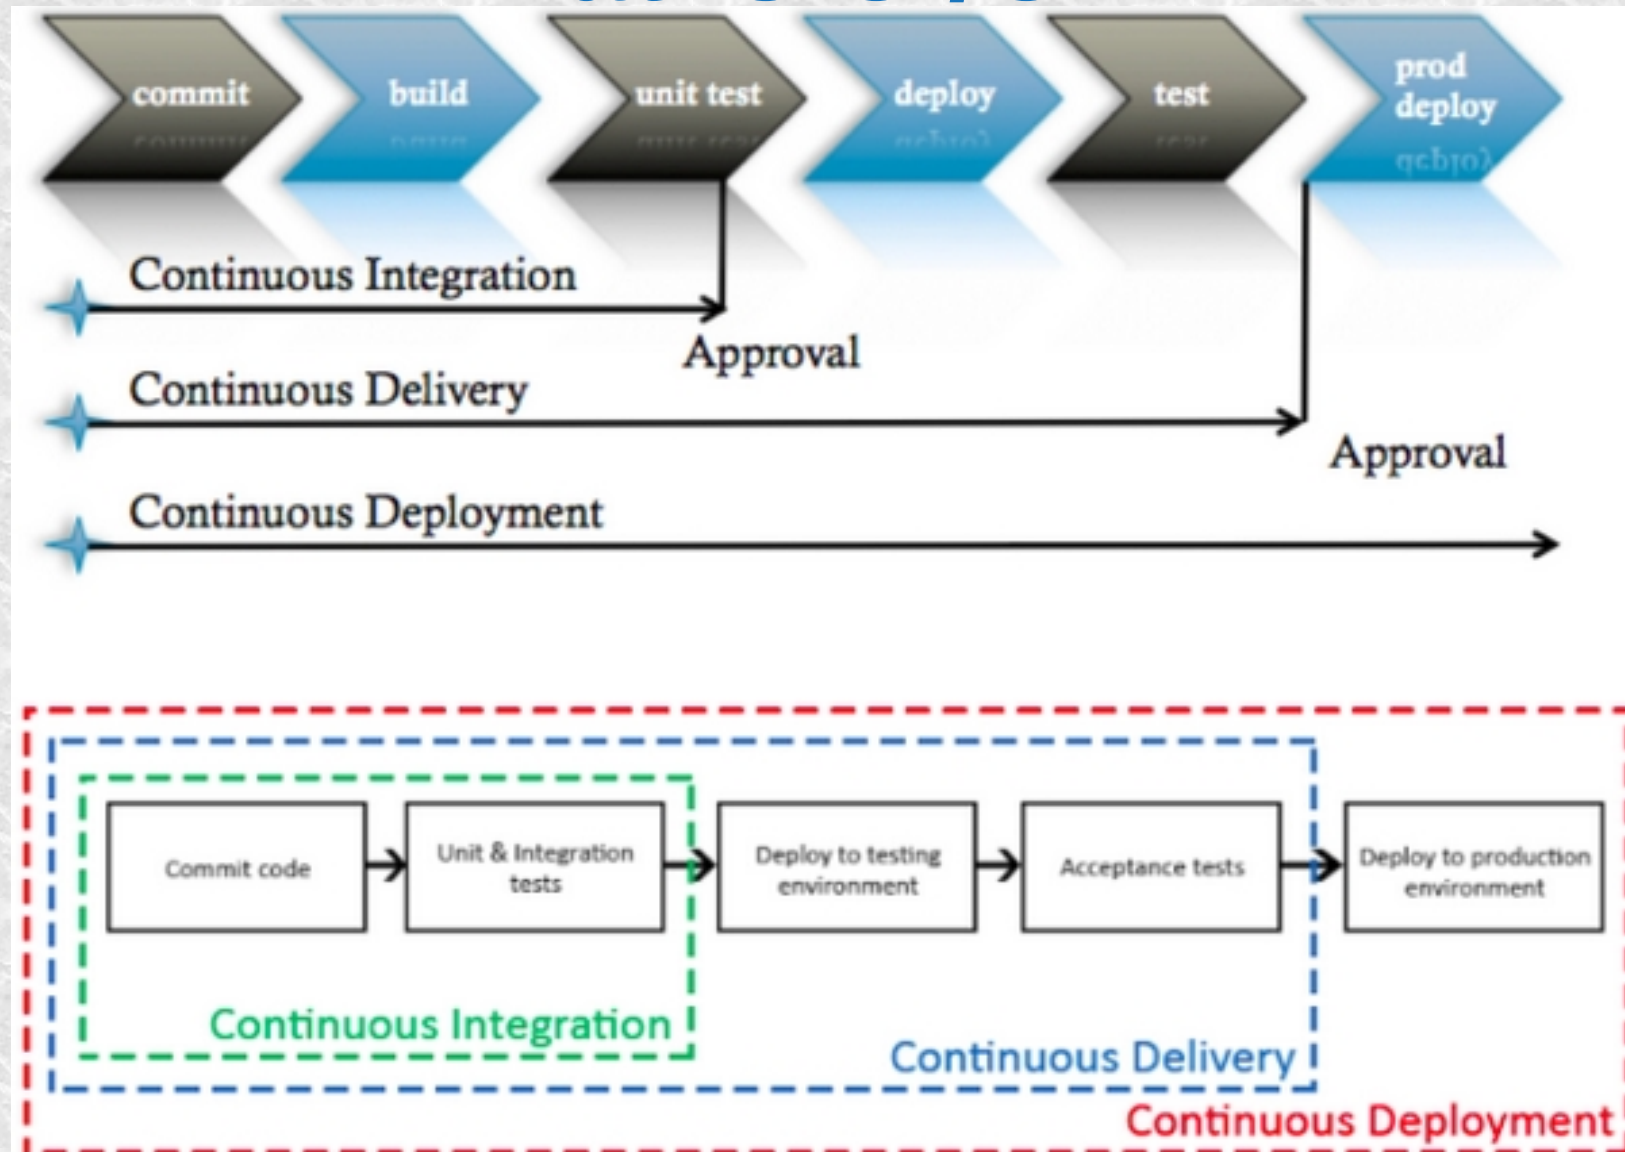 commit
build
unit test
deploy
test
prod
deploy
Continuous Integration
Approval
Continuous Delivery
Approval
Continuous Deployment
Commit code
Unit & Integration
tests
Deploy to testing
environment
Acceptance tests
Deploy to production
environment
Continuous Integration
Continuous Delivery
Continuous Deployment